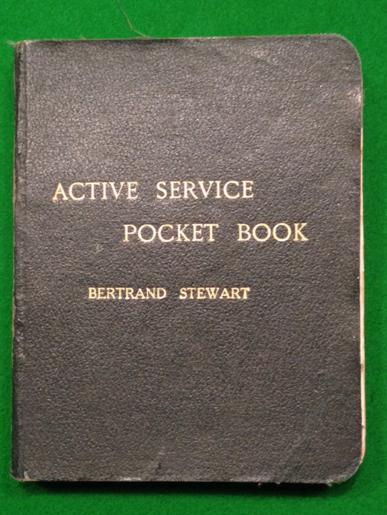 ACTIVE SERVICE
POCKET BOOK
BERTRAND STEWART